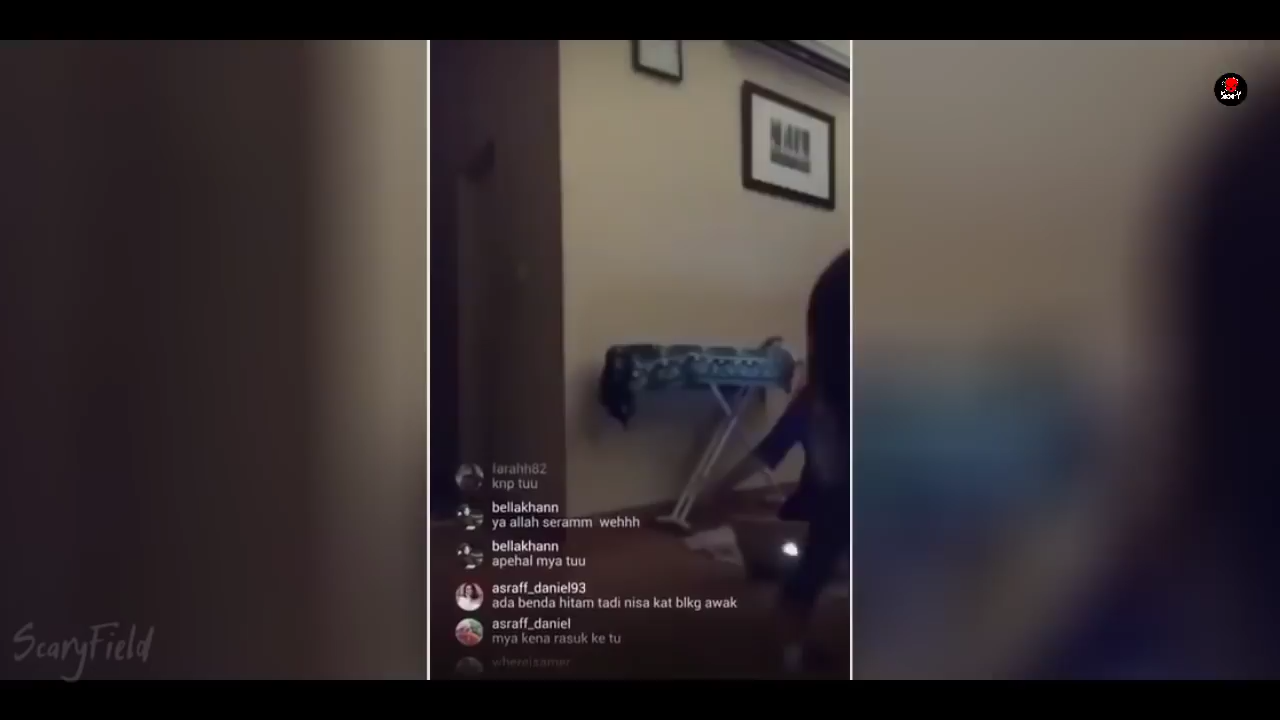 farahh82
knp tuu
bellakhann
ya allah seramm wehhh
bellakhann
apehal mya tuu
asraff_daniel93
ada benda hitam tadi nisa kat blkg awak
asraff_daniel
mya kena rasuk ke tu
whereisamer
ScaryField